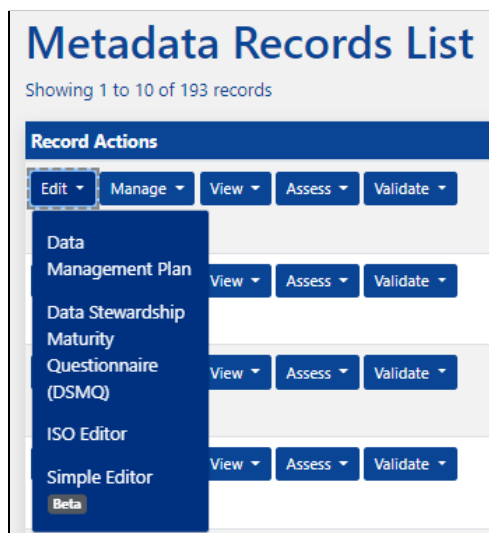 Metadata Records List
Showing 1 to 10 of 193 records
Record Actions
Edit Manage View Assess Validate
Data
Management Plan
View Assess Validate
Data Stewardship
Maturity
Questionnaire
(DSMQ)
View Assess Validate
ISO Editor
Simple Editor
View Assess Validate
Beta